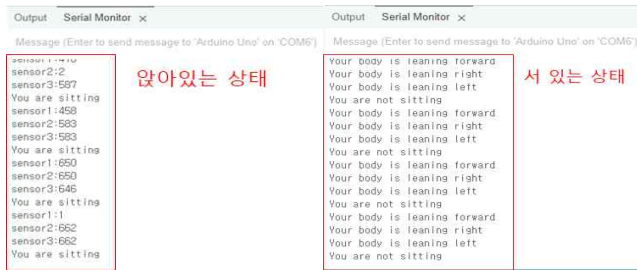 Output Serial Monitor ×
Message (Enter to send message to 'Arduino Uno' on 'COM6')
sensor1:418
sensor2:2
sensor3:587
You are sitting
sensor1:458
sensor2:583
sensor3:583
You are sitting
sensor1:650
sensor2:650
sensor3:646
You are sitting
sensor1:1
sensor2:662
sensor3:662
You are sitting
앉아있는 상태
Output Serial Monitor ×
Message (Enter to send message to 'Arduino Uno' on 'COM6')
Your body is leaning forward
Your body is leaning right
Your body is leaning left
You are not sitting
Your body is leaning forward
Your body is leaning right
Your body is leaning left
You are not sitting
Your body is leaning forward
Your body is leaning right
Your body is leaning left
You are not sitting
Your body is leaning forward
Your body is leaning right
Your body is leaning left
You are not sitting
서 있는 상태